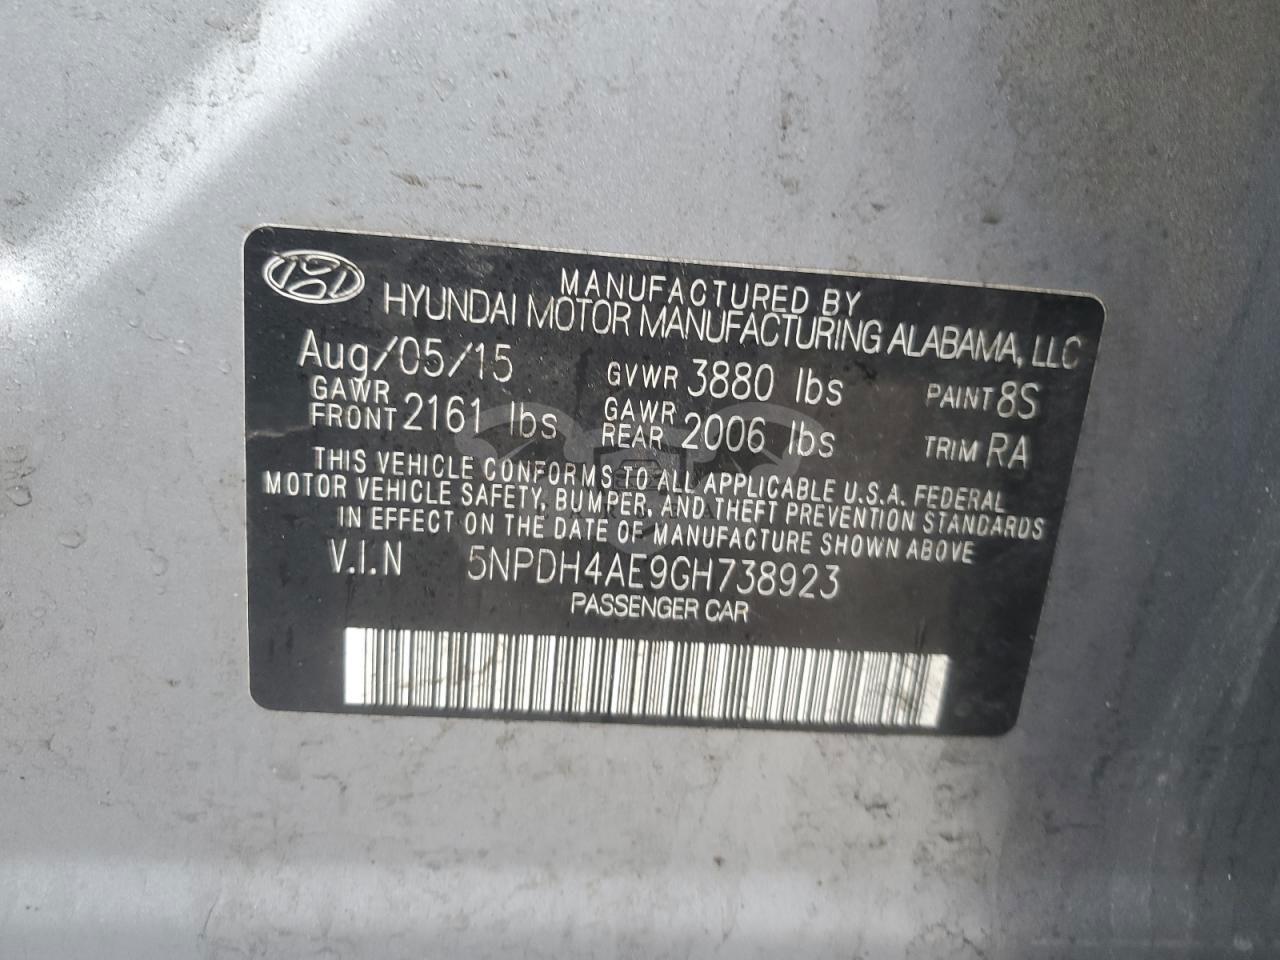 MANUFACTURED BY
HYUNDAI MOTOR MANUFACTURING ALABAMA, LLC
Aug/05/15 GVWR 3880 lbs PAINT 8S
GAWR FRONT 2161 lbs GAWR REAR 2006 lbs TRIM RA
THIS VEHICLE CONFORMS TO ALL APPLICABLE U.S.A. FEDERAL
MOTOR VEHICLE SAFETY, BUMPER, AND THEFT PREVENTION STANDARDS
IN EFFECT ON THE DATE OF MANUFACTURE SHOWN ABOVE
V.I.N 5NPDH4AE9GH738923
PASSENGER CAR